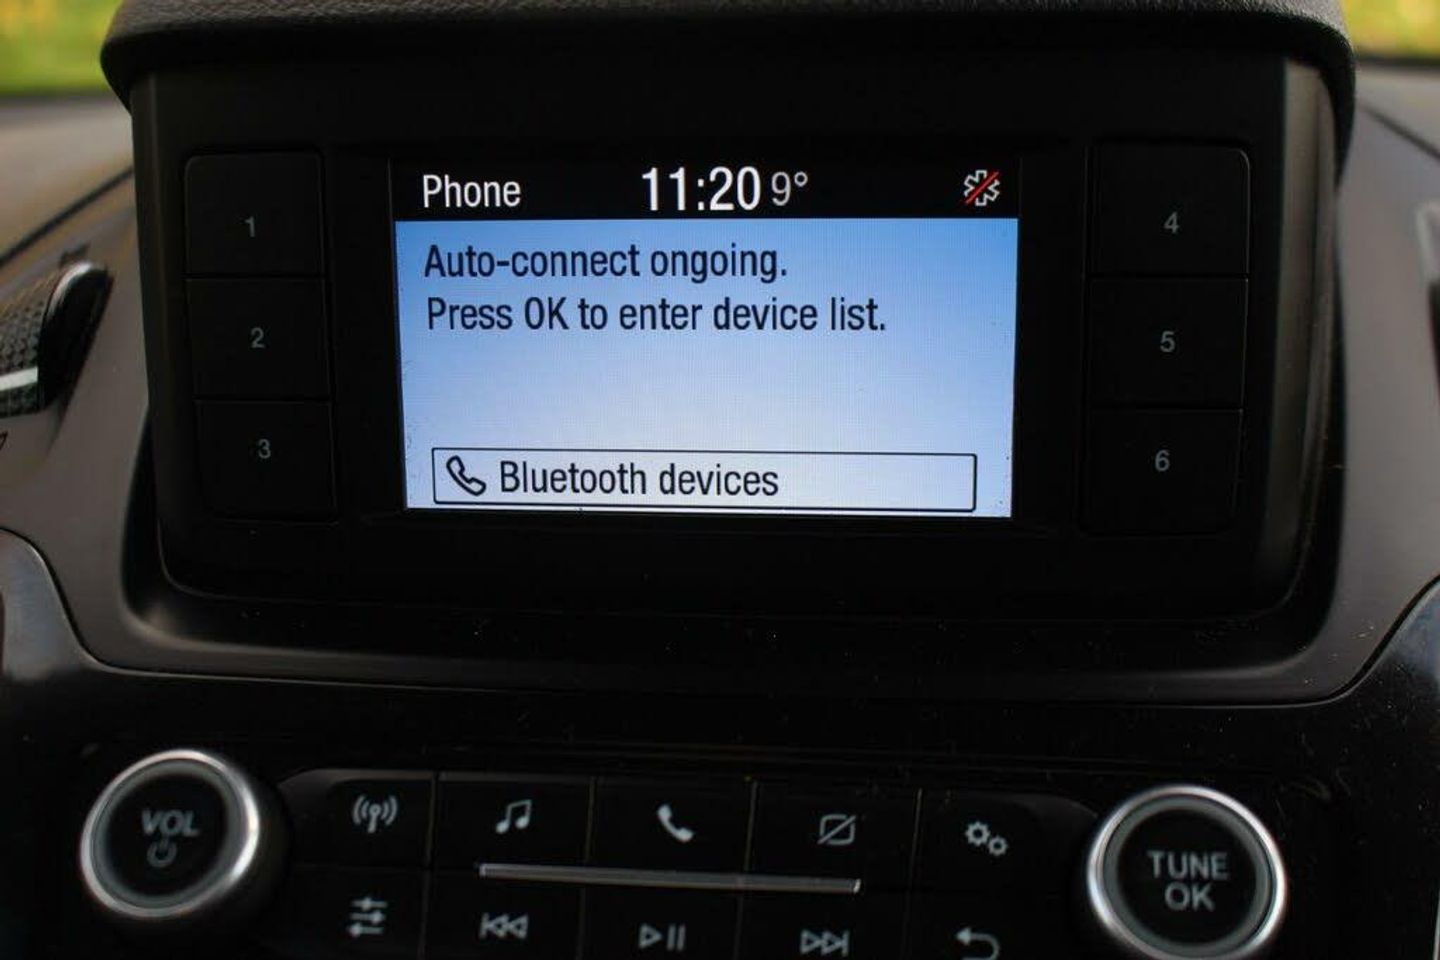 Phone 11:20 9°
Auto-connect ongoing.
Press OK to enter device list.
Bluetooth devices
1
2
3
4
5
6
VOL
TUNE
OK